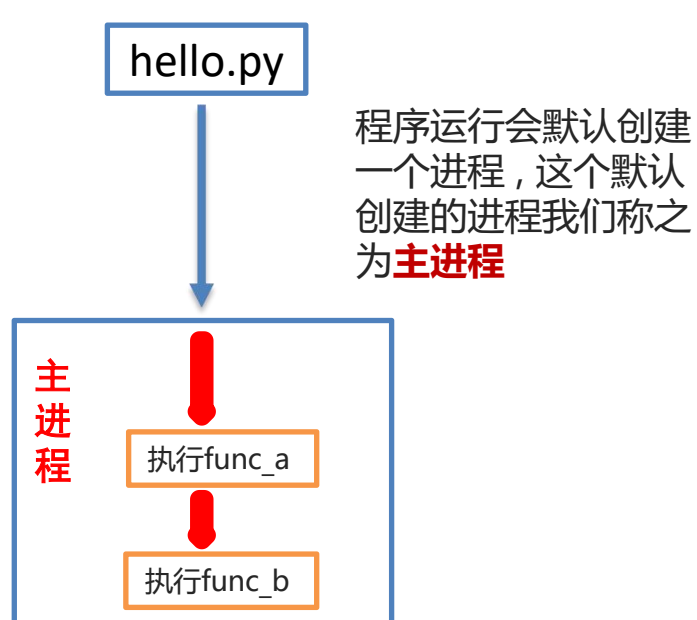 hello.py
程序运行会默认创建
一个进程，这个默认
创建的进程我们称之
为主进程
主
进
程
执行func_a
执行func_b